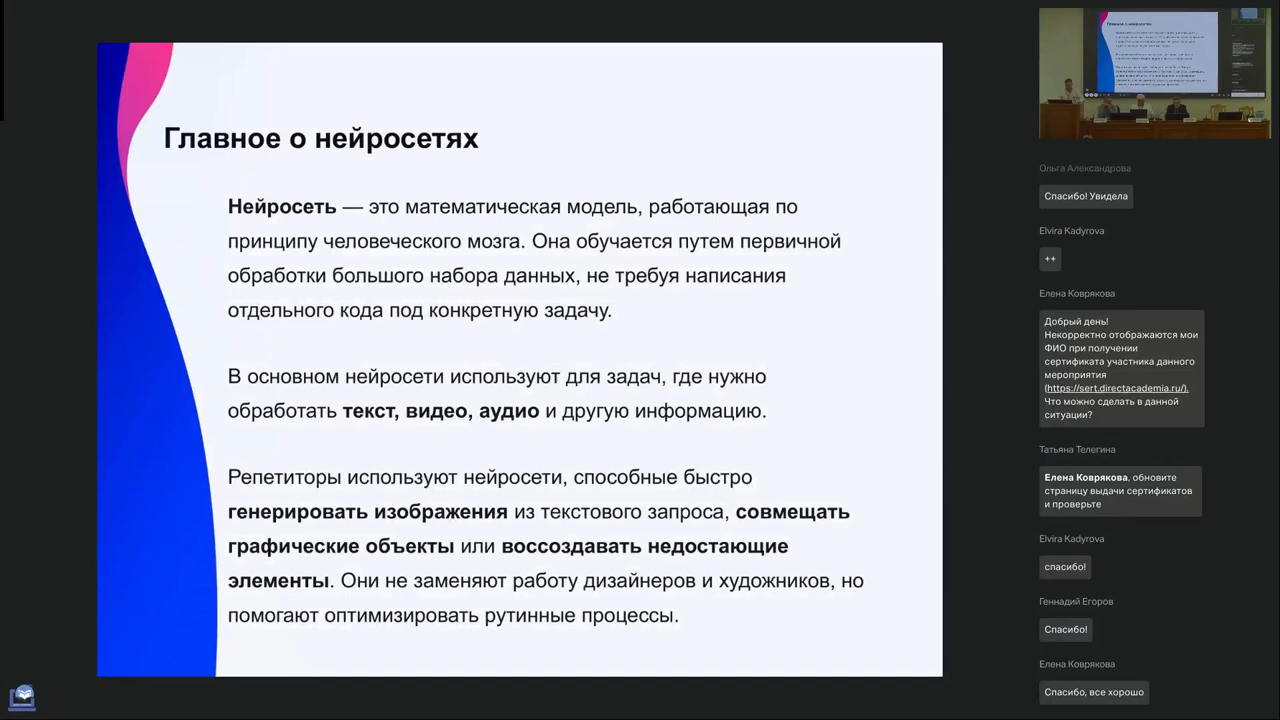 Главное о нейросетях
Нейросеть — это математическая модель, работающая по
принципу человеческого мозга. Она обучается путем первичной
обработки большого набора данных, не требуя написания
отдельного кода под конкретную задачу.
В основном нейросети используют для задач, где нужно
обработать текст, видео, аудио и другую информацию.
Репетиторы используют нейросети, способные быстро
генерировать изображения из текстового запроса, совмещать
графические объекты или воссоздавать недостающие
элементы. Они не заменяют работу дизайнеров и художников, но
помогают оптимизировать рутинные процессы.
Главное о нейросетях
Ольга Александрова
Спасибо! Увидела
Elvira Kadyrova
++
Елена Коврякова
Добрый день!
Некорректно отображаются мои
ФИО при получении
сертификата участника данного
мероприятия
(https://sert.directacademia.ru/).
Что можно сделать в данной
ситуации?
Татьяна Телегина
Елена Коврякова, обновите
страницу выдачи сертификатов
и проверьте
Elvira Kadyrova
спасибо!
Геннадий Егоров
Спасибо!
Елена Коврякова
Спасибо, все хорошо